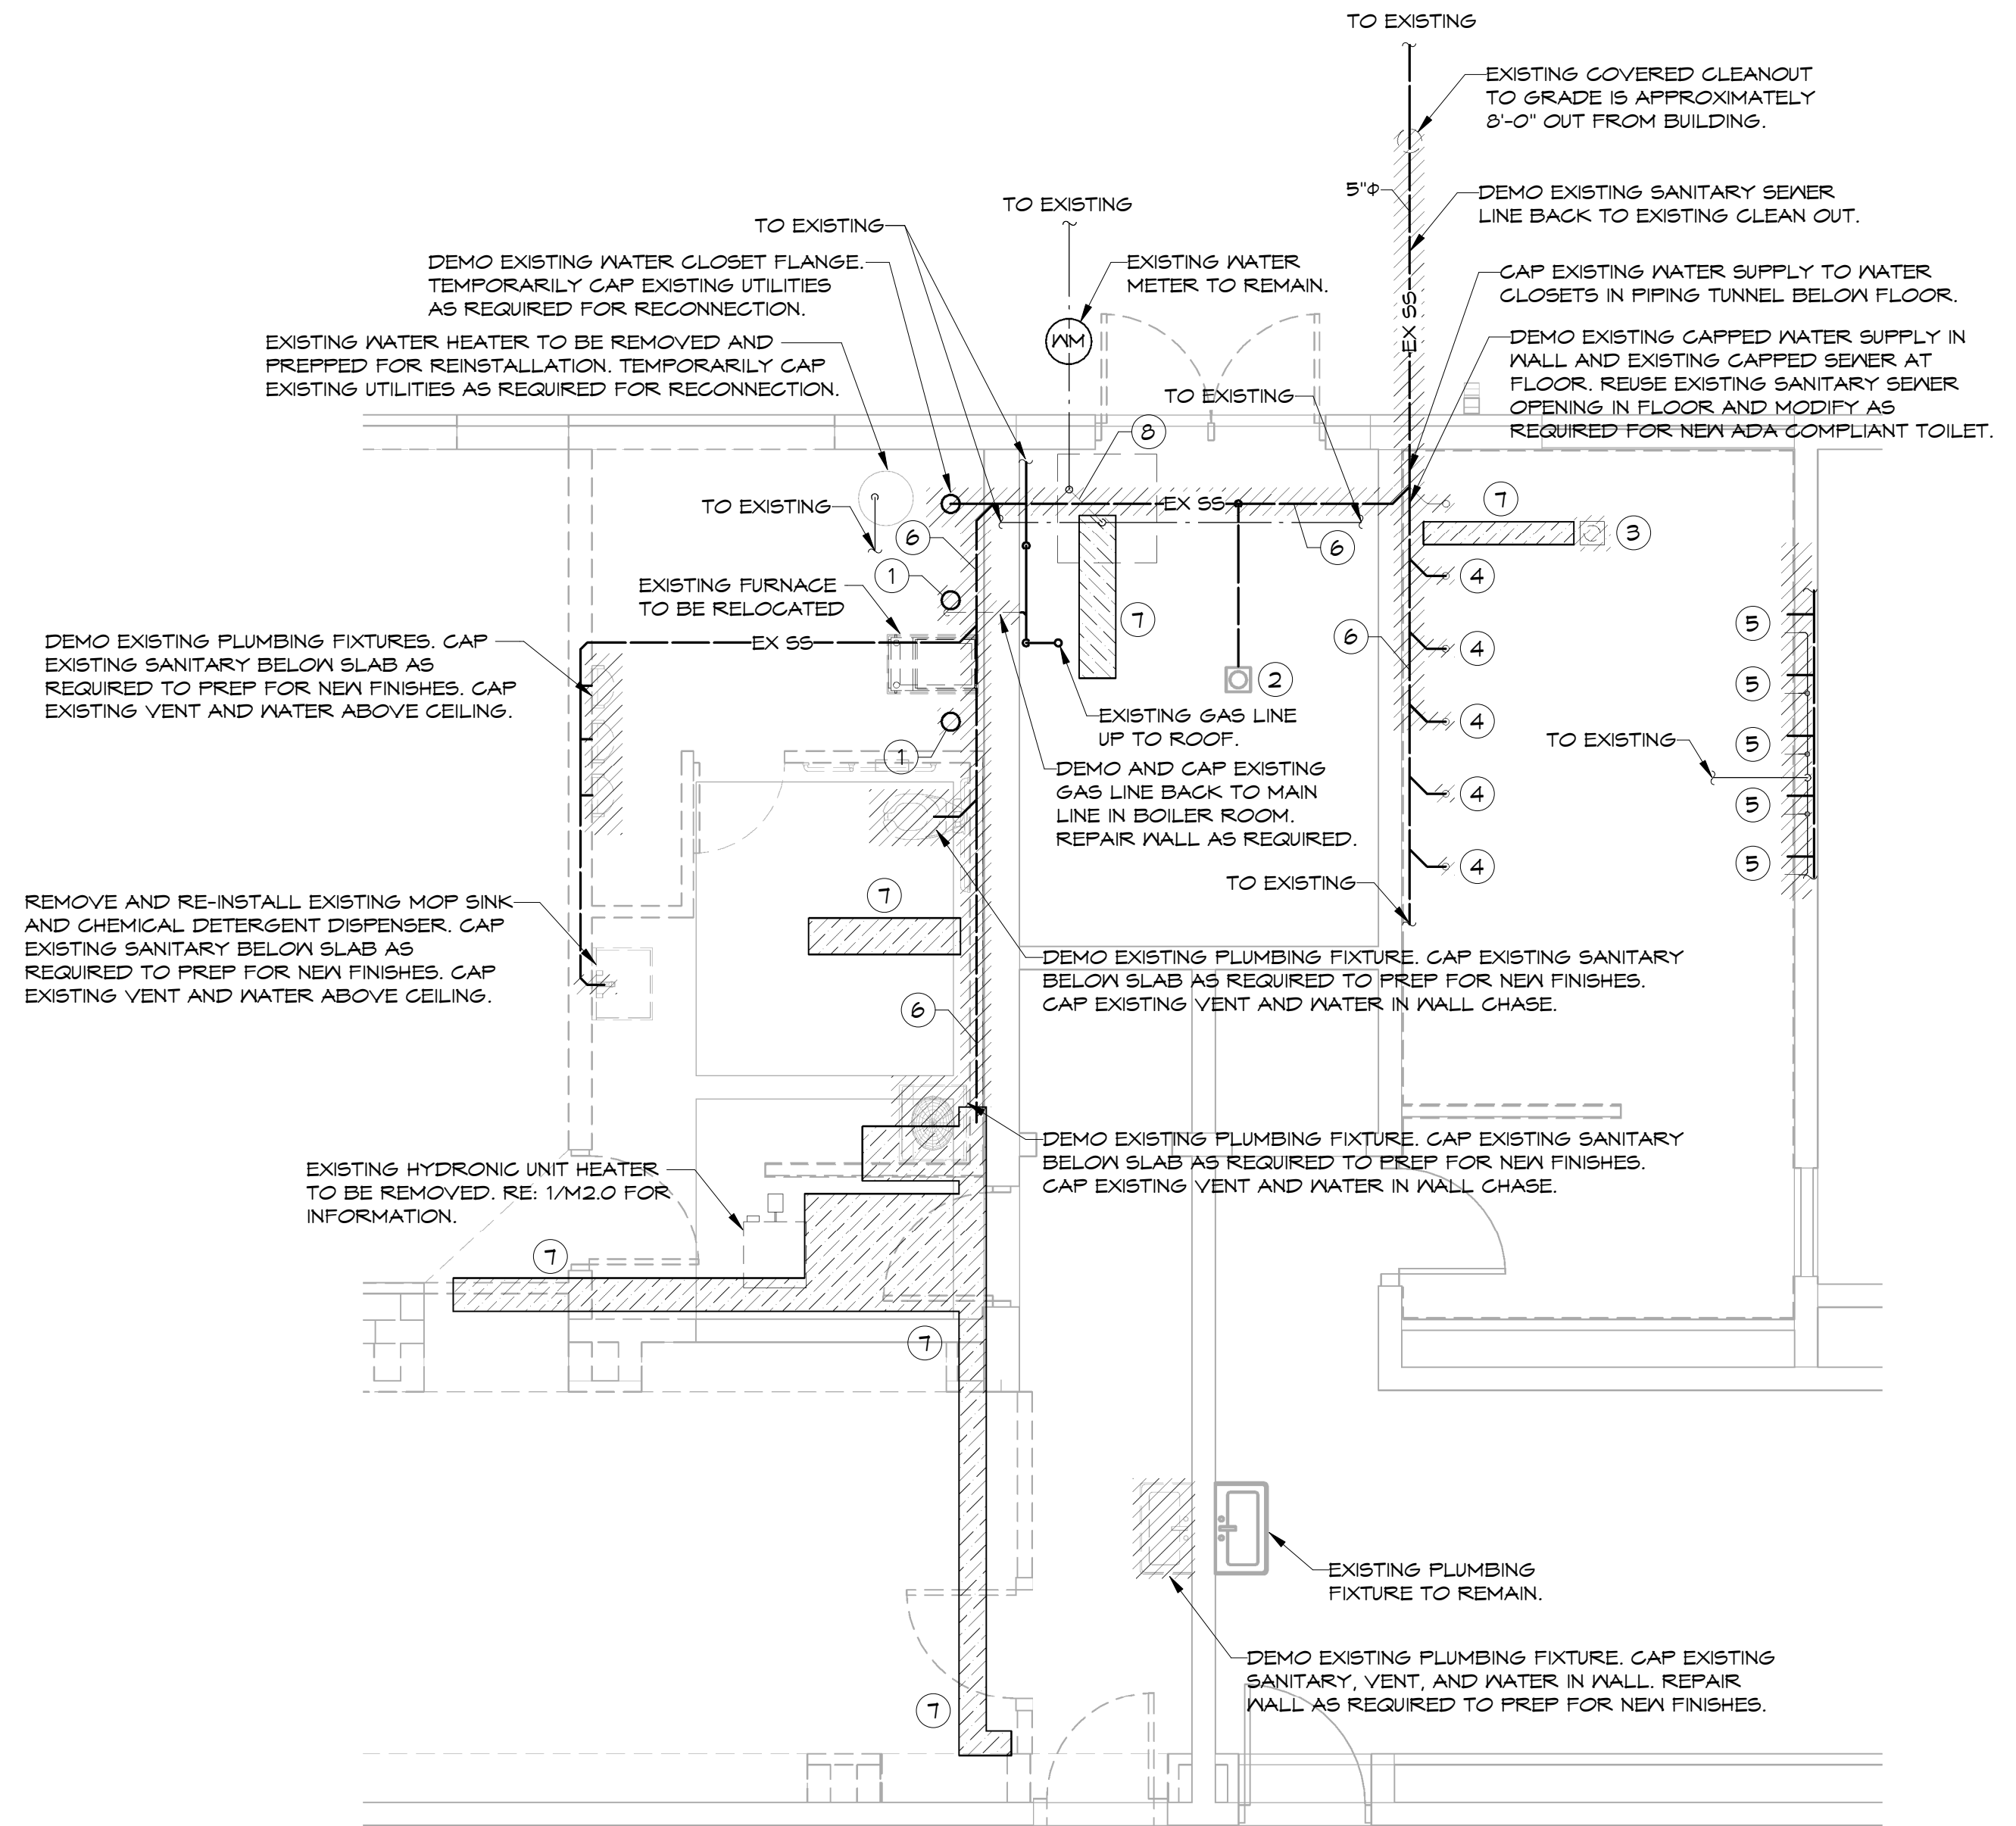 TO EXISTING
EXISTING COVERED CLEANOUT
TO GRADE IS APPROXIMATELY
8'-0" OUT FROM BUILDING.
5"Φ
DEMO EXISTING SANITARY SEWER
LINE BACK TO EXISTING CLEAN OUT.
TO EXISTING
TO EXISTING
DEMO EXISTING WATER CLOSET FLANGE.
TEMPORARILY CAP EXISTING UTILITIES
AS REQUIRED FOR RECONNECTION.
EXISTING WATER
METER TO REMAIN.
CAP EXISTING WATER SUPPLY TO WATER
CLOSETS IN PIPING TUNNEL BELOW FLOOR.
EX SS
WM
EXISTING WATER HEATER TO BE REMOVED AND
PREPPED FOR REINSTALLATION. TEMPORARILY CAP
EXISTING UTILITIES AS REQUIRED FOR RECONNECTION.
DEMO EXISTING CAPPED WATER SUPPLY IN
WALL AND EXISTING CAPPED SEWER AT
FLOOR. REUSE EXISTING SANITARY SEWER
OPENING IN FLOOR AND MODIFY AS
REQUIRED FOR NEW ADA COMPLIANT TOILET.
TO EXISTING
8
TO EXISTING
EX SS
7
6
6
3
1
4
EXISTING FURNACE
TO BE RELOCATED
7
5
6
4
DEMO EXISTING PLUMBING FIXTURES. CAP
EXISTING SANITARY BELOW SLAB AS
REQUIRED TO PREP FOR NEW FINISHES. CAP
EXISTING VENT AND WATER ABOVE CEILING.
EX SS
2
5
EXISTING GAS LINE
UP TO ROOF.
4
1
TO EXISTING
5
DEMO AND CAP EXISTING
GAS LINE BACK TO MAIN
LINE IN BOILER ROOM.
REPAIR WALL AS REQUIRED.
4
5
4
5
TO EXISTING
7
REMOVE AND RE-INSTALL EXISTING MOP SINK
AND CHEMICAL DETERGENT DISPENSER. CAP
EXISTING SANITARY BELOW SLAB AS
REQUIRED TO PREP FOR NEW FINISHES. CAP
EXISTING VENT AND WATER ABOVE CEILING.
DEMO EXISTING PLUMBING FIXTURE. CAP EXISTING SANITARY
BELOW SLAB AS REQUIRED TO PREP FOR NEW FINISHES.
CAP EXISTING VENT AND WATER IN WALL CHASE.
6
DEMO EXISTING PLUMBING FIXTURE. CAP EXISTING SANITARY
BELOW SLAB AS REQUIRED TO PREP FOR NEW FINISHES.
CAP EXISTING VENT AND WATER IN WALL CHASE.
EXISTING HYDRONIC UNIT HEATER
TO BE REMOVED. RE: 1/M2.0 FOR
INFORMATION.
7
7
EXISTING PLUMBING
FIXTURE TO REMAIN.
DEMO EXISTING PLUMBING FIXTURE. CAP EXISTING
SANITARY, VENT, AND WATER IN WALL. REPAIR
WALL AS REQUIRED TO PREP FOR NEW FINISHES.
7